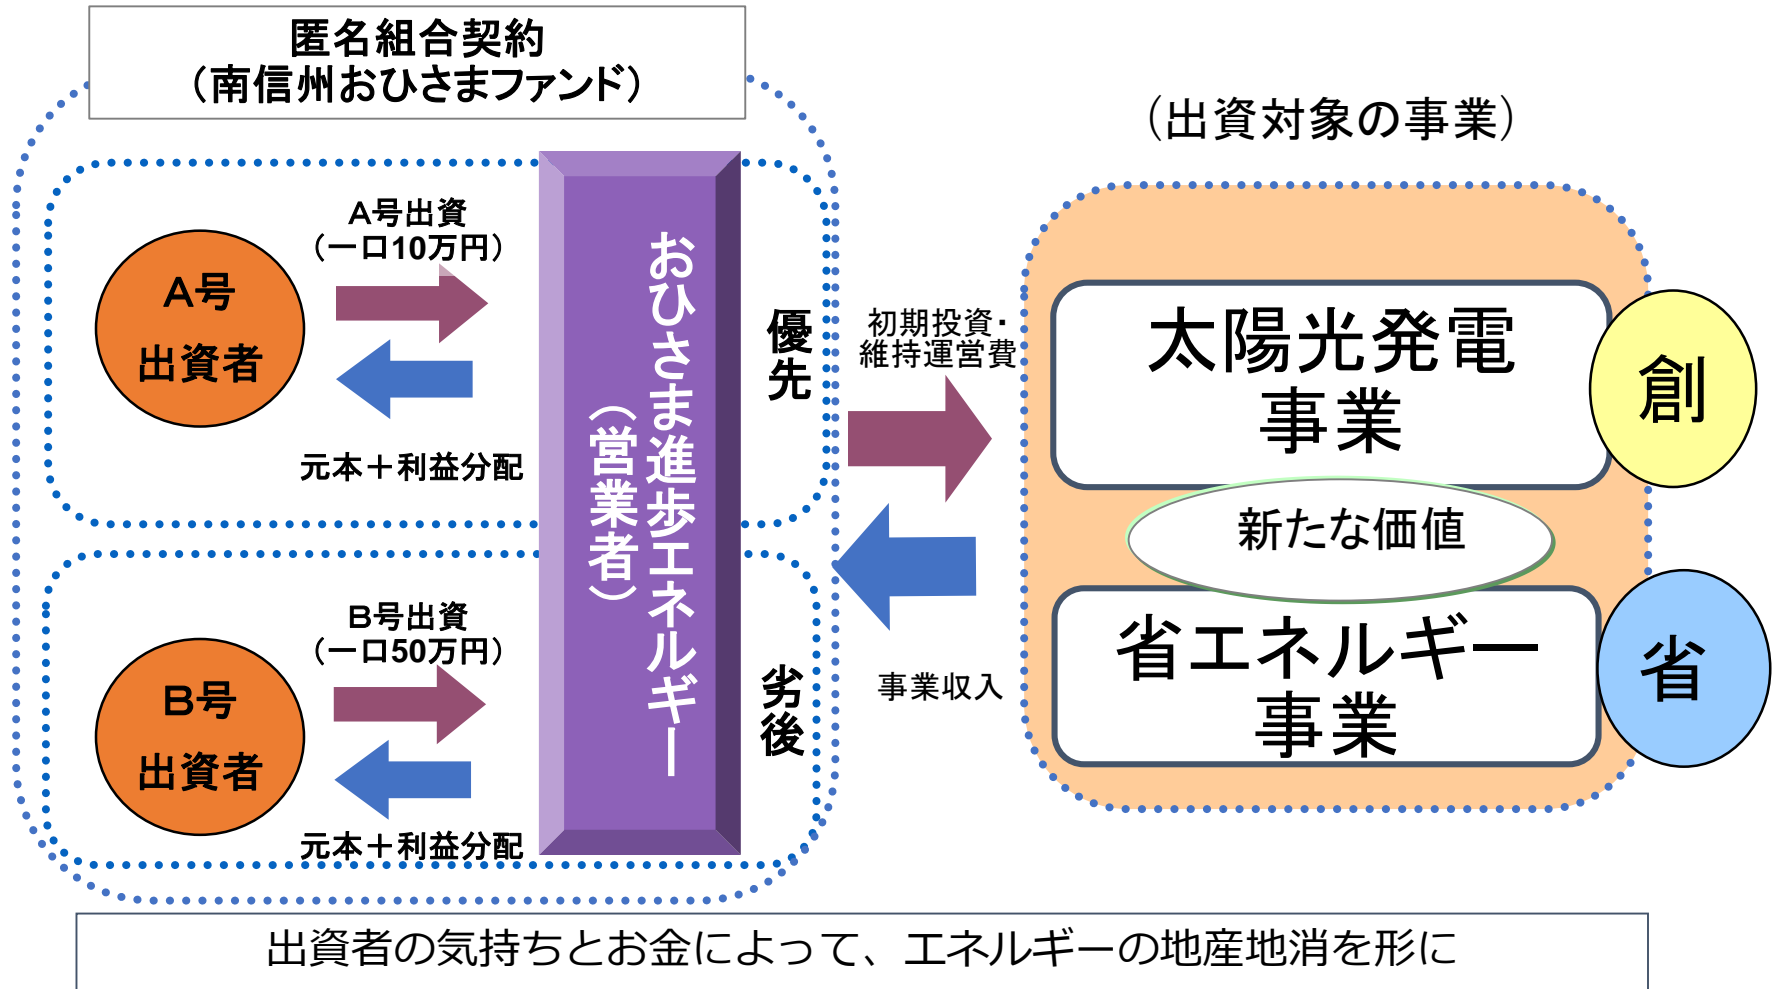 匿名組合契約
（南信州おひさまファンド）
A号
出資者
A号出資
（一口10万円）
元本＋利益分配
B号
出資者
B号出資
（一口50万円）
元本＋利益分配
おひさま進歩エネルギー
（営業者）
優先
劣後
初期投資・
維持運営費
事業収入
（出資対象の事業）
太陽光発電
事業
創
新たな価値
省エネルギー
事業
省
出資者の気持ちとお金によって、エネルギーの地産地消を形に